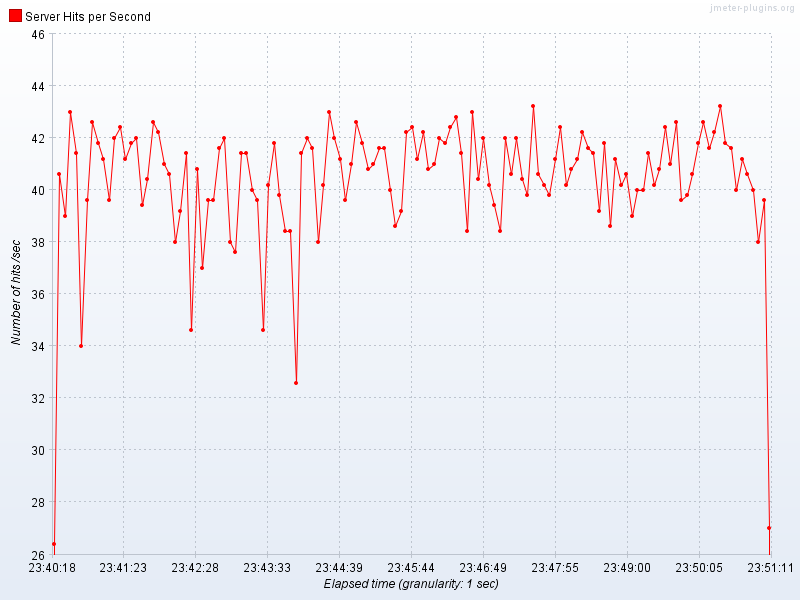 jmeter-plugins.org
Server Hits per Second
46
44
42
40
38
36
34
32
30
28
26
Number of hits /sec
23:40:18 23:41:23 23:42:28 23:43:33 23:44:39 23:45:44 23:46:49 23:47:55 23:49:00 23:50:05 23:51:11
Elapsed time (granularity: 1 sec)